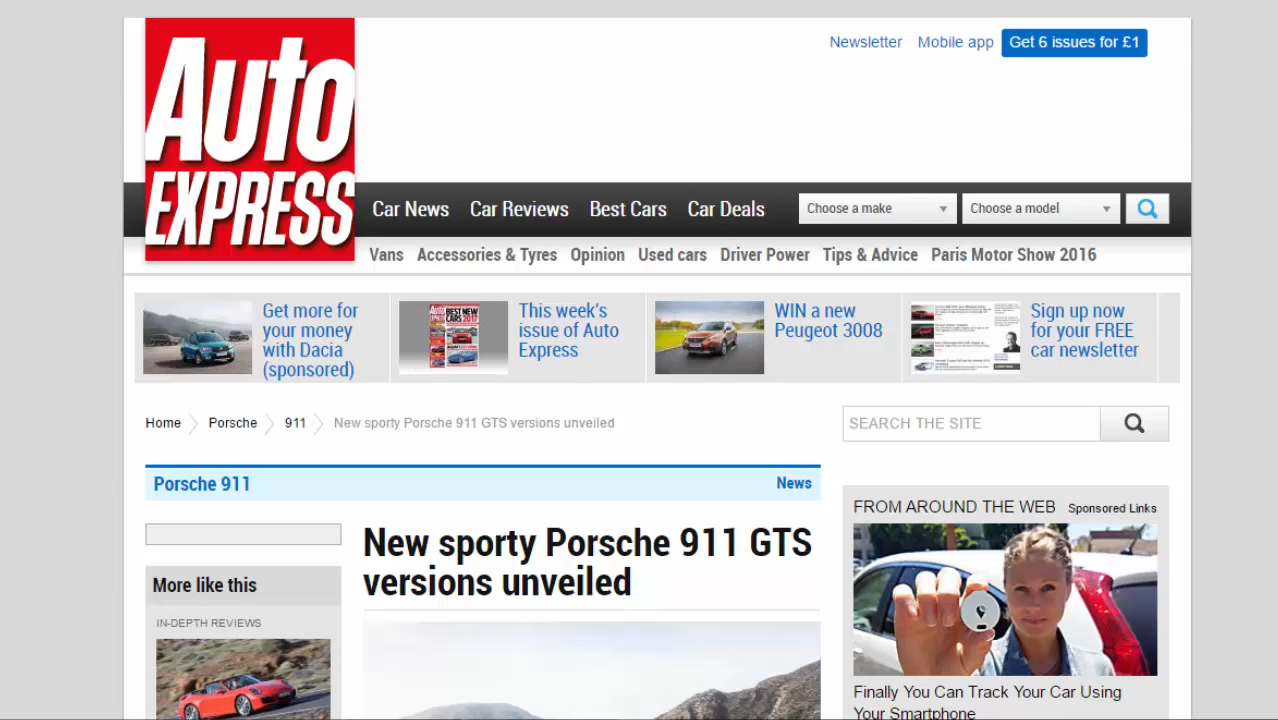 Auto
EXPRESS
Newsletter Mobile app Get 6 issues for £1
Car News Car Reviews Best Cars Car Deals Choose a make Choose a model
Vans Accessories & Tyres Opinion Used cars Driver Power Tips & Advice Paris Motor Show 2016
Get more for
your money
with Dacia
(sponsored)
This week's
issue of Auto
Express
WIN a new
Peugeot 3008
Sign up now
for your FREE
car newsletter
Home Porsche 911 New sporty Porsche 911 GTS versions unveiled
SEARCH THE SITE
Porsche 911 News
New sporty Porsche 911 GTS
versions unveiled
More like this
IN-DEPTH REVIEWS
FROM AROUND THE WEB Sponsored Links
Finally You Can Track Your Car Using
Your Smartphone